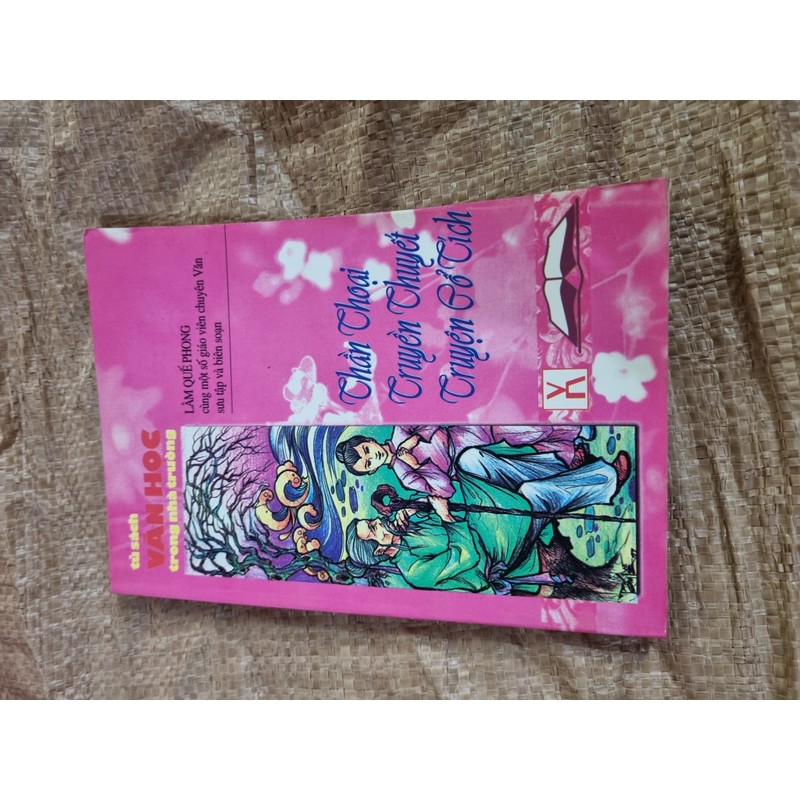 tủ sách
VĂN HỌC
trong nhà trường
LÂM QUẾ PHONG
cùng một số giáo viên chuyên Văn
sưu tập và biên soạn
Thần Thoại
Truyền Thuyết
Truyện Cổ Tích